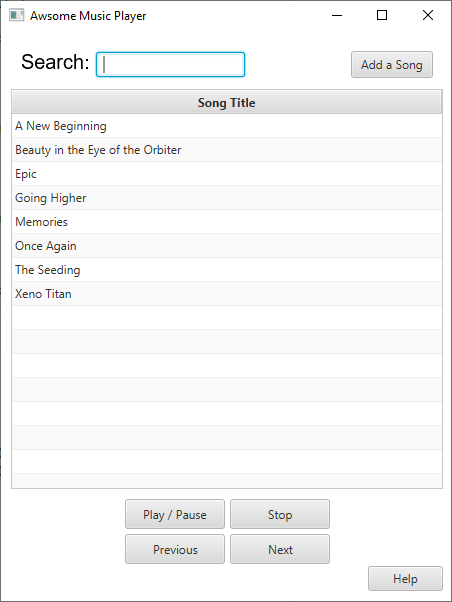 Awsome Music Player
Search:
Add a Song
Song Title
A New Beginning
Beauty in the Eye of the Orbiter
Epic
Going Higher
Memories
Once Again
The Seeding
Xeno Titan
Play / Pause
Stop
Previous
Next
Help